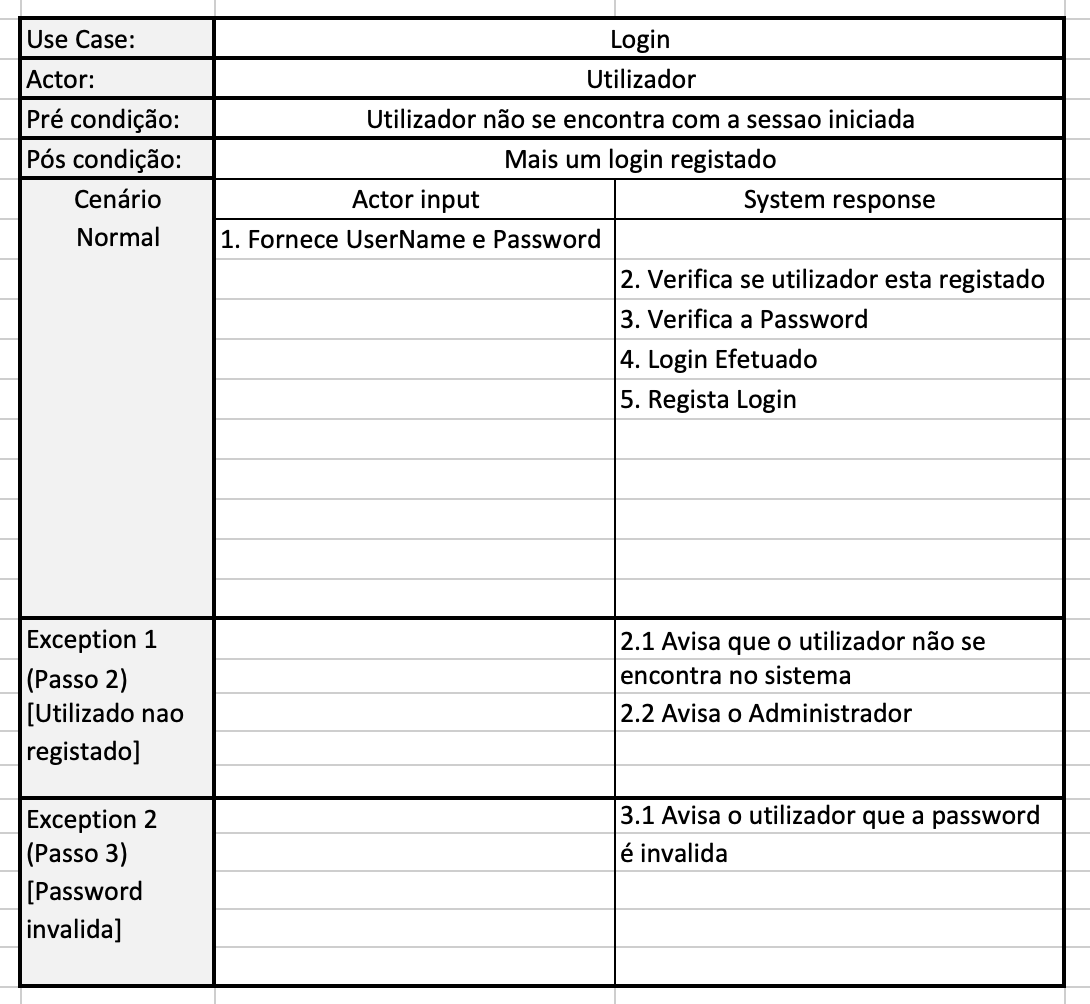 Use Case:
Login
Actor:
Utilizador
Pré condição:
Utilizador não se encontra com a sessao iniciada
Pós condição:
Mais um login registado
Cenário
Normal
Actor input
System response
1. Fornece UserName e Password
2. Verifica se utilizador esta registado
3. Verifica a Password
4. Login Efetuado
5. Regista Login
Exception 1
(Passo 2)
[Utilizado nao
registado]
2.1 Avisa que o utilizador não se
encontra no sistema
2.2 Avisa o Administrador
Exception 2
(Passo 3)
[Password
invalida]
3.1 Avisa o utilizador que a password
é invalida